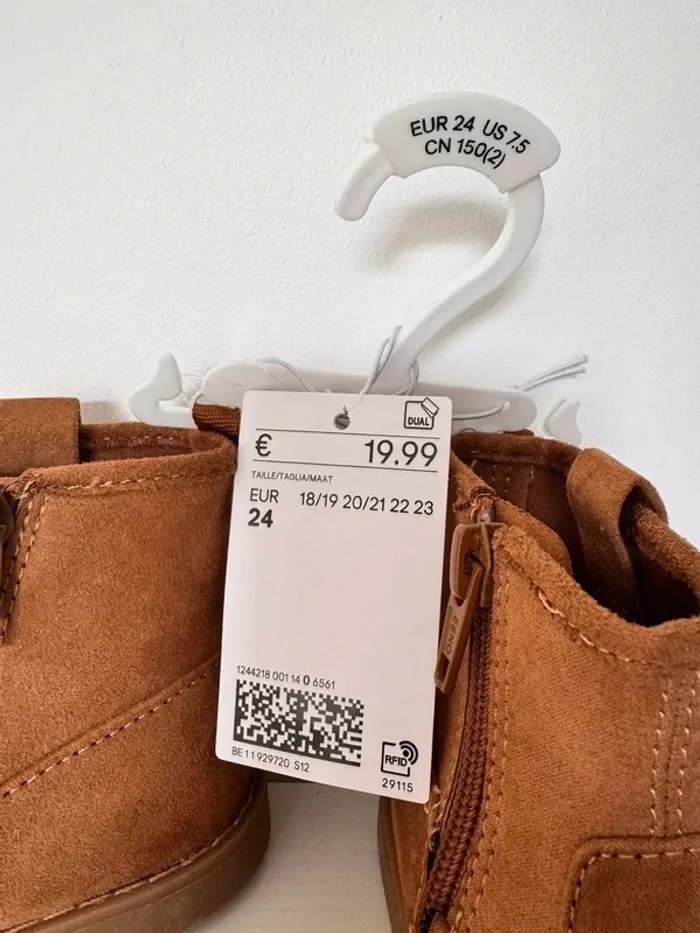 EUR 24 US 7.5
CN 150(2)
DUAL
€ 19.99
TAILLE/TAGLIA/MAAT
EUR 18/19 20/21 22 23
24
1244218 001 14 0 6561
BE 11 929720 S12
RFID
29115